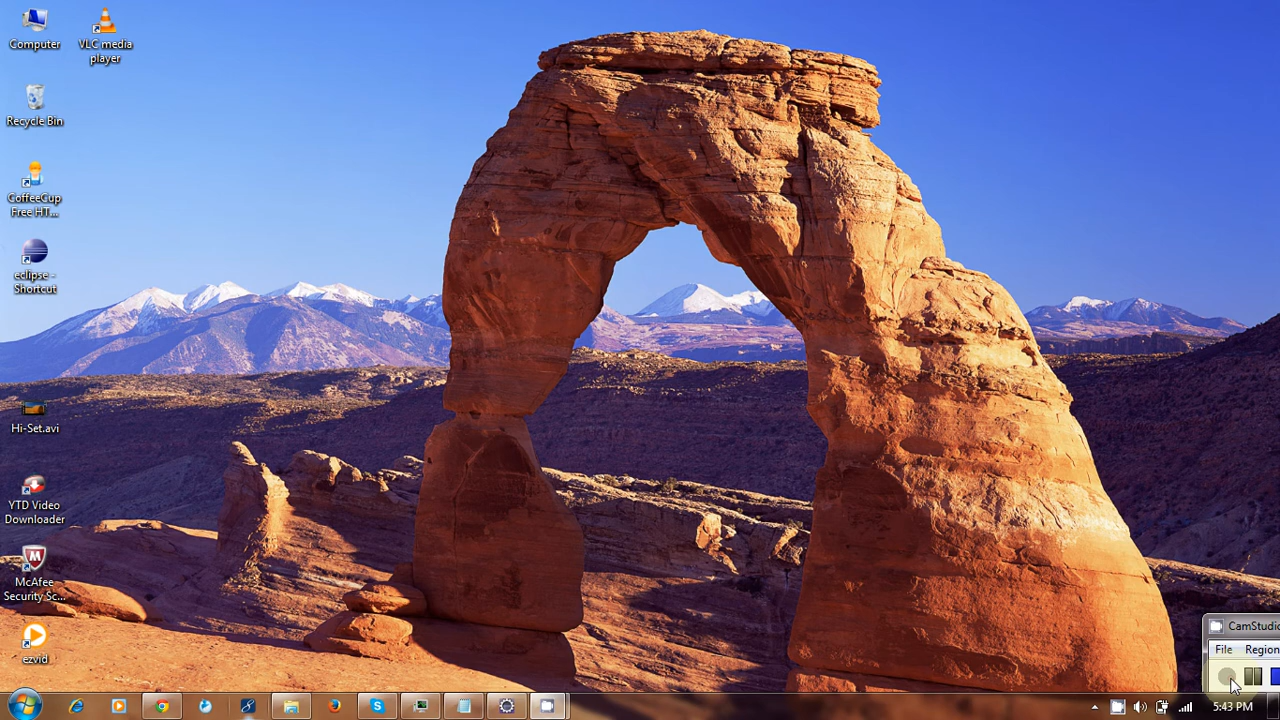 Computer
VLC media
player
Recycle Bin
CoffeeCup
Free HT...
eclipse -
Shortcut
Hi-Set.avi
YTD Video
Downloader
McAfee
Security Sc...
ezvid
CamStudio
File Region
5:43 PM